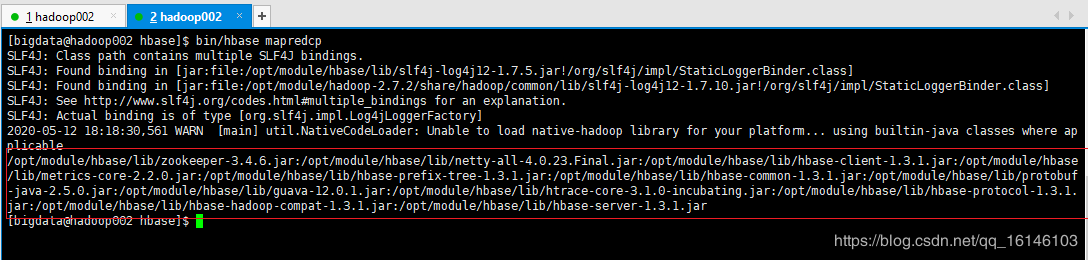 1 hadoop002 × 2 hadoop002 × +
[bigdata@hadoop002 hbase]$ bin/hbase mapredcp
SLF4J: Class path contains multiple SLF4J bindings.
SLF4J: Found binding in [jar:file:/opt/module/hbase/lib/slf4j-log4j12-1.7.5.jar!/org/slf4j/impl/StaticLoggerBinder.class]
SLF4J: Found binding in [jar:file:/opt/module/hadoop-2.7.2/share/hadoop/common/lib/slf4j-log4j12-1.7.10.jar!/org/slf4j/impl/StaticLoggerBinder.class]
SLF4J: See http://www.slf4j.org/codes.html#multiple_bindings for an explanation.
SLF4J: Actual binding is of type [org.slf4j.impl.Log4jLoggerFactory]
2020-05-12 18:18:30,561 WARN  [main] util.NativeCodeLoader: Unable to load native-hadoop library for your platform... using builtin-java classes where ap
plicable
/opt/module/hbase/lib/zookeeper-3.4.6.jar:/opt/module/hbase/lib/netty-all-4.0.23.Final.jar:/opt/module/hbase/lib/hbase-client-1.3.1.jar:/opt/module/hbase
/lib/metrics-core-2.2.0.jar:/opt/module/hbase/lib/hbase-prefix-tree-1.3.1.jar:/opt/module/hbase/lib/hbase-common-1.3.1.jar:/opt/module/hbase/lib/protobuf
-java-2.5.0.jar:/opt/module/hbase/lib/guava-12.0.1.jar:/opt/module/hbase/lib/htrace-core-3.1.0-incubating.jar:/opt/module/hbase/lib/hbase-protocol-1.3.1.
jar:/opt/module/hbase/lib/hbase-hadoop-compat-1.3.1.jar:/opt/module/hbase/lib/hbase-server-1.3.1.jar
[bigdata@hadoop002 hbase]$
https://blog.csdn.net/qq_16146103